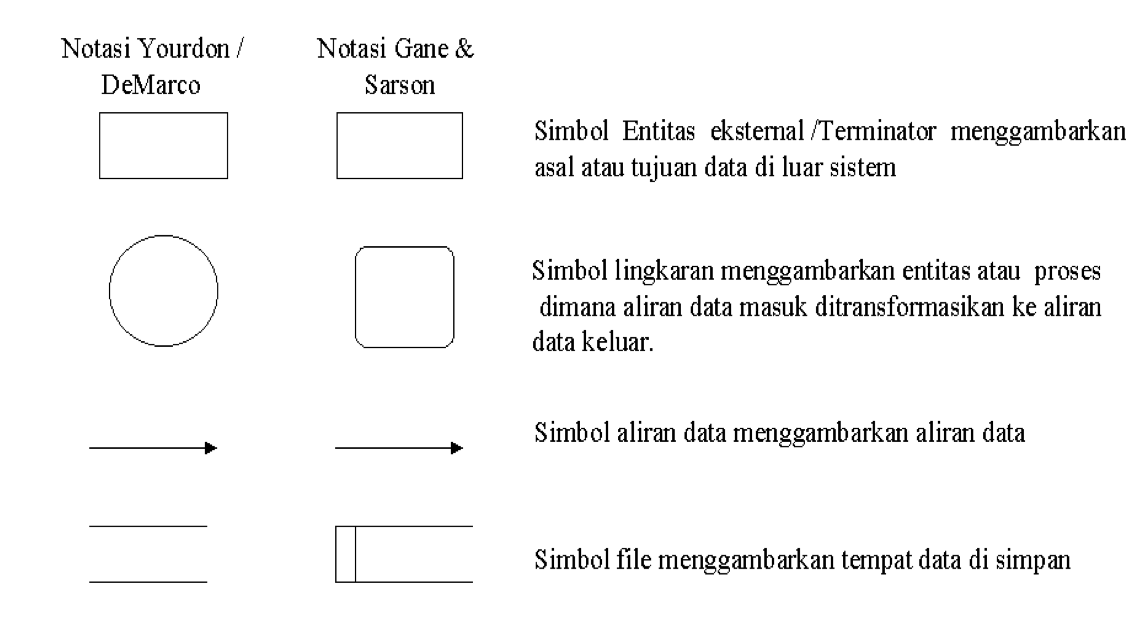 Notasi Yourdon /
DeMarco
Notasi Gane &
Sarson
Simbol Entitas eksternal /Terminator menggambarkan
asal atau tujuan data di luar sistem
Simbol lingkaran menggambarkan entitas atau proses
dimana aliran data masuk ditransformasikan ke aliran
data keluar.
Simbol aliran data menggambarkan aliran data
Simbol file menggambarkan tempat data di simpan